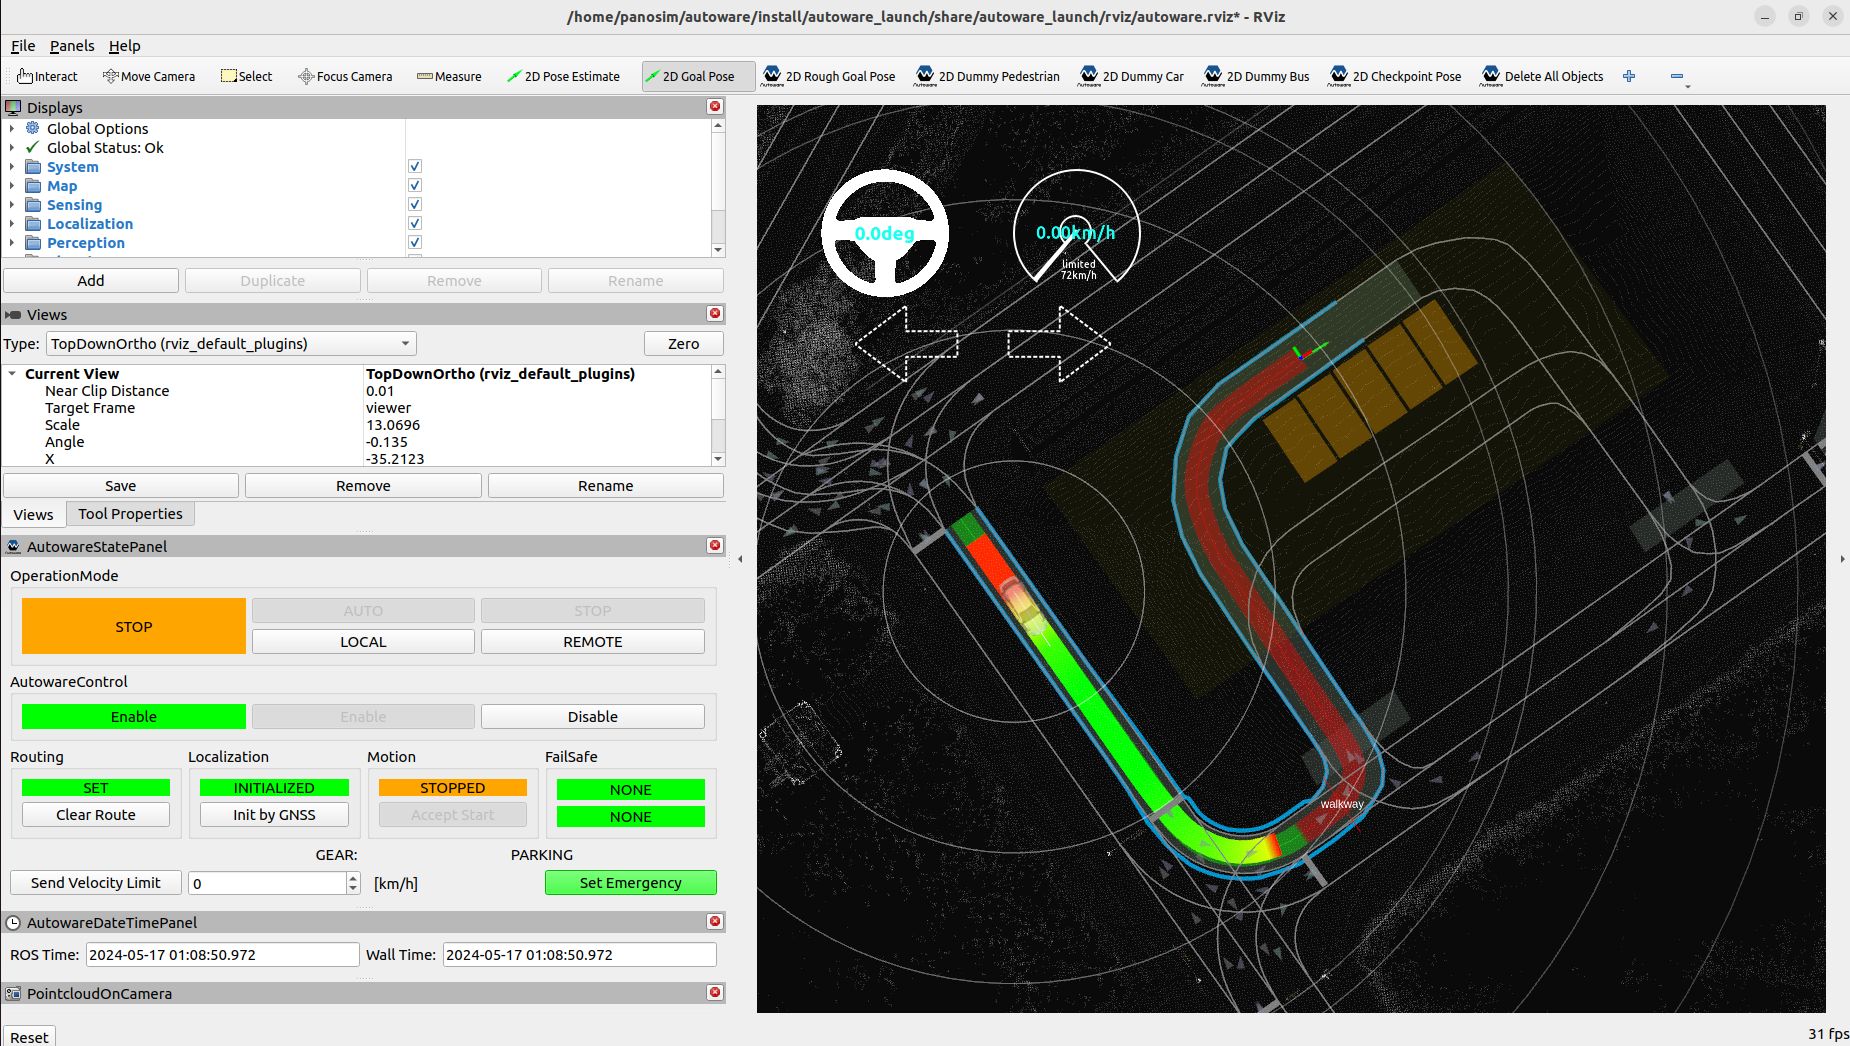 /home/panosim/autoware/install/autoware_launch/share/autoware_launch/rviz/autoware.rviz* - RViz
File Panels Help
Interact Move Camera Select Focus Camera Measure 2D Pose Estimate 2D Goal Pose 2D Rough Goal Pose 2D Dummy Pedestrian 2D Dummy Car 2D Dummy Bus 2D Checkpoint Pose Delete All Objects
Displays
Global Options
Global Status: Ok
System
Map
Sensing
Localization
Perception
Add Duplicate Remove Rename
Views
Type: TopDownOrtho (rviz_default_plugins) Zero
Current View TopDownOrtho (rviz_default_plugins)
Near Clip Distance 0.01
Target Frame viewer
Scale 13.0696
Angle -0.135
X -35.2123
Save Remove Rename
Views Tool Properties
AutowareStatePanel
OperationMode
STOP AUTO STOP
LOCAL REMOTE
AutowareControl
Enable Enable Disable
Routing Localization Motion FailSafe
SET INITIALIZED STOPPED NONE
Clear Route Init by GNSS Accept Start NONE
GEAR: PARKING
Send Velocity Limit 0 [km/h] Set Emergency
AutowareDateTimePanel
ROS Time: 2024-05-17 01:08:50.972 Wall Time: 2024-05-17 01:08:50.972
PointcloudOnCamera
Reset
0.0deg
0.00km/h
limited
72km/h
walkway
31 fps